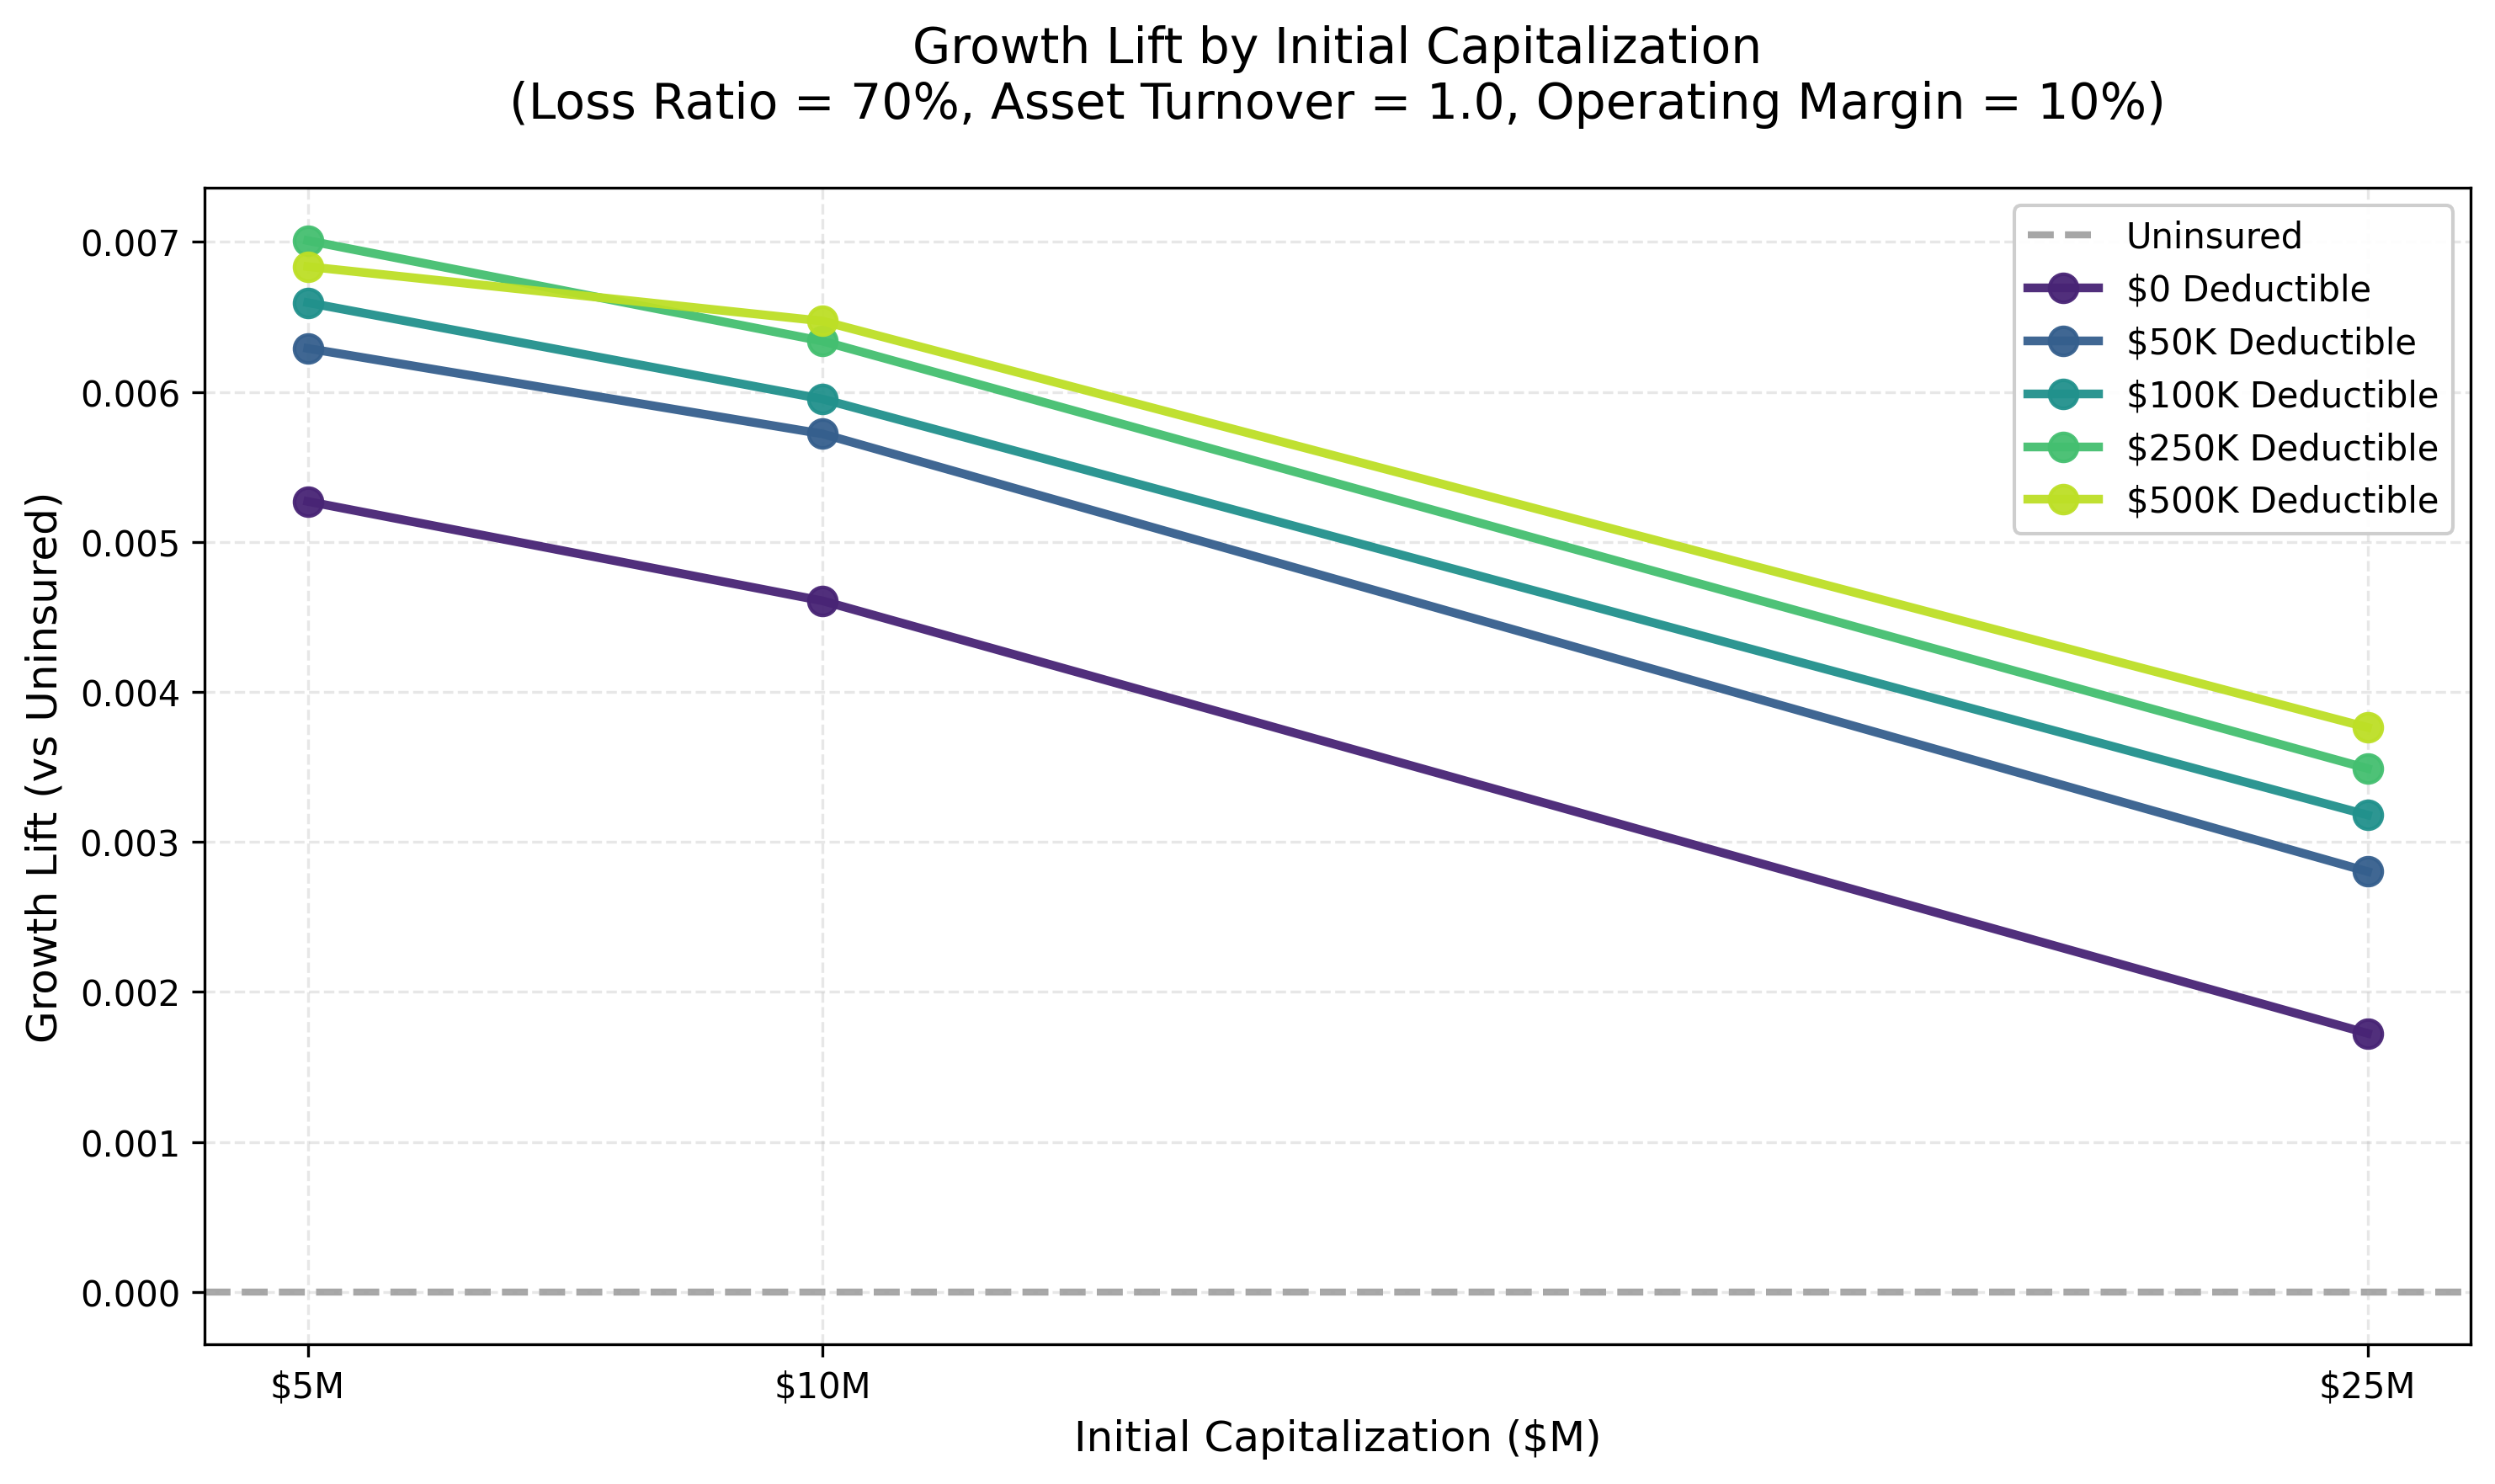 Growth Lift by Initial Capitalization
(Loss Ratio = 70%, Asset Turnover = 1.0, Operating Margin = 10%)
Growth Lift (vs Uninsured)
0.007
0.006
0.005
0.004
0.003
0.002
0.001
0.000
Uninsured
$0 Deductible
$50K Deductible
$100K Deductible
$250K Deductible
$500K Deductible
$5M
$10M
$25M
Initial Capitalization ($M)